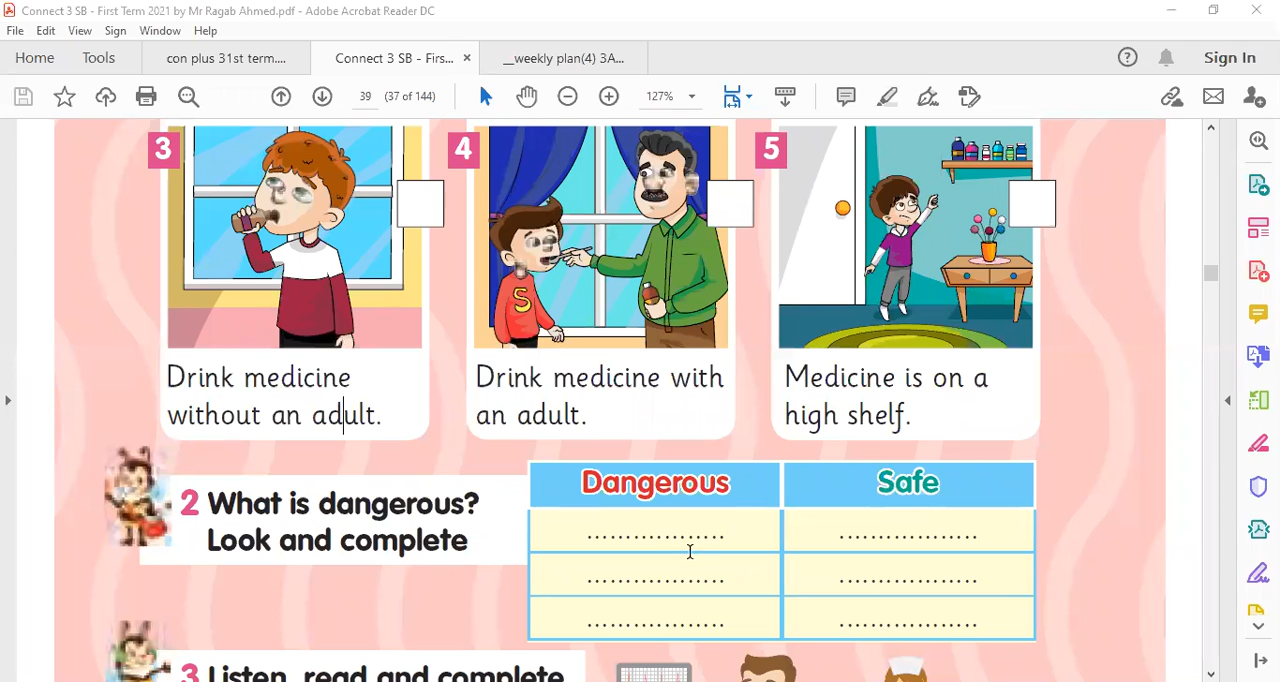 Connect 3 SB - First Term 2021 by Mr Ragab Ahmed.pdf - Adobe Acrobat Reader DC
File Edit View Sign Window Help
Home Tools con plus 31st term.... Connect 3 SB - Firs... × __weekly plan(4) 3A... Sign In
39 (37 of 144) 127%
3 4 5
S
Drink medicine
without an adult.
Drink medicine with
an adult.
Medicine is on a
high shelf.
2 What is dangerous?
Look and complete
Dangerous Safe
.................. ..................
.................. ..................
.................. ..................
3 Listen, read and complete